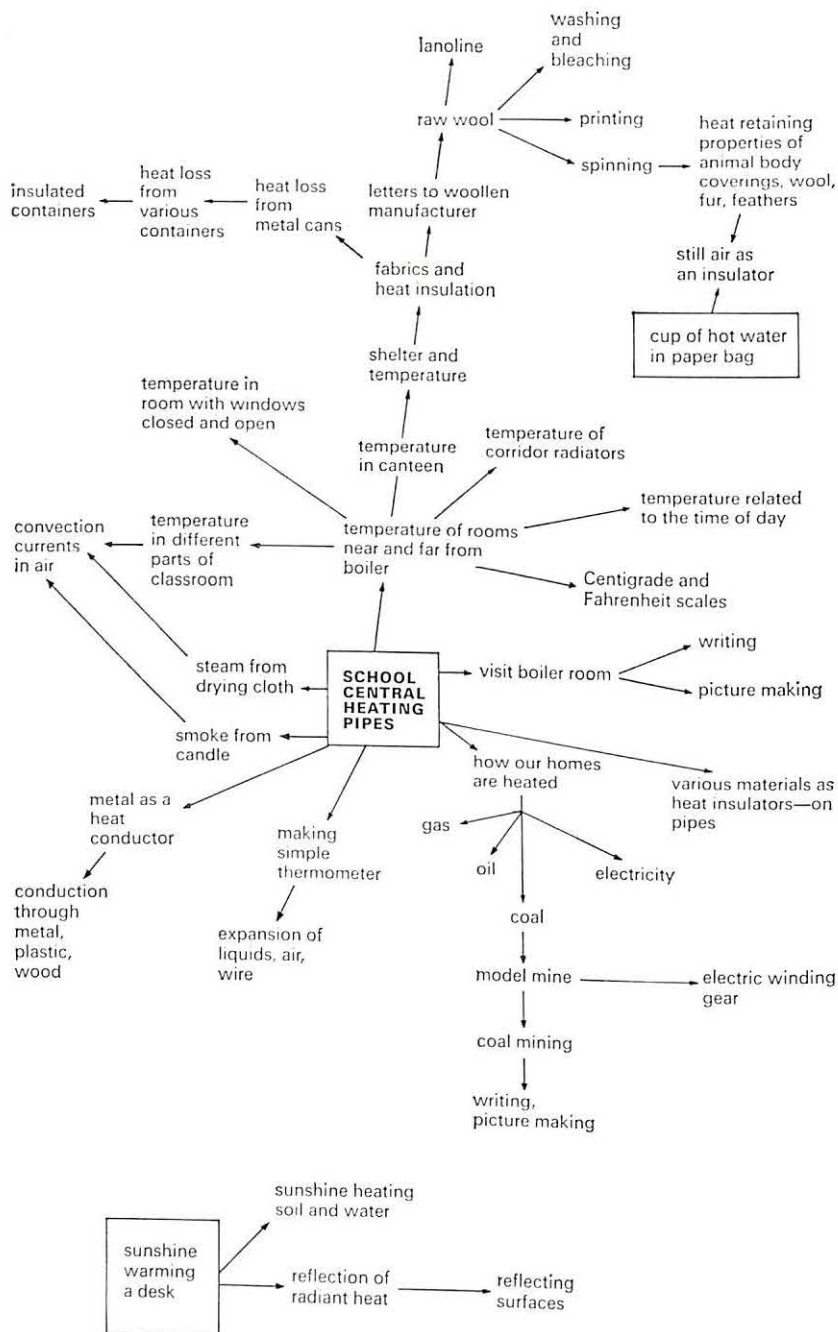 washing
and
bleaching
lanoline
raw wool
printing
spinning
heat retaining
properties of
animal body
coverings, wool,
fur, feathers
insulated
containers
heat loss
from
various
containers
heat loss
from
metal cans
letters to woollen
manufacturer
still air as
an insulator
fabrics and
heat insulation
cup of hot water
in paper bag
shelter and
temperature
temperature in
room with windows
closed and open
temperature
in canteen
temperature of
corridor radiators
temperature related
to the time of day
convection
currents
in air
temperature
in different
parts of
classroom
temperature of rooms
near and far from
boiler
Centigrade and
Fahrenheit scales
steam from
drying cloth
SCHOOL
CENTRAL
HEATING
PIPES
visit boiler room
writing
picture making
smoke from
candle
how our homes
are heated
various materials as
heat insulators—on
pipes
metal as a
heat
conductor
making
simple
thermometer
gas
oil
electricity
coal
conduction
through
metal,
plastic,
wood
expansion of
liquids, air,
wire
model mine
electric winding
gear
coal mining
writing,
picture making
sunshine heating
soil and water
sunshine
warming
a desk
reflection of
radiant heat
reflecting
surfaces